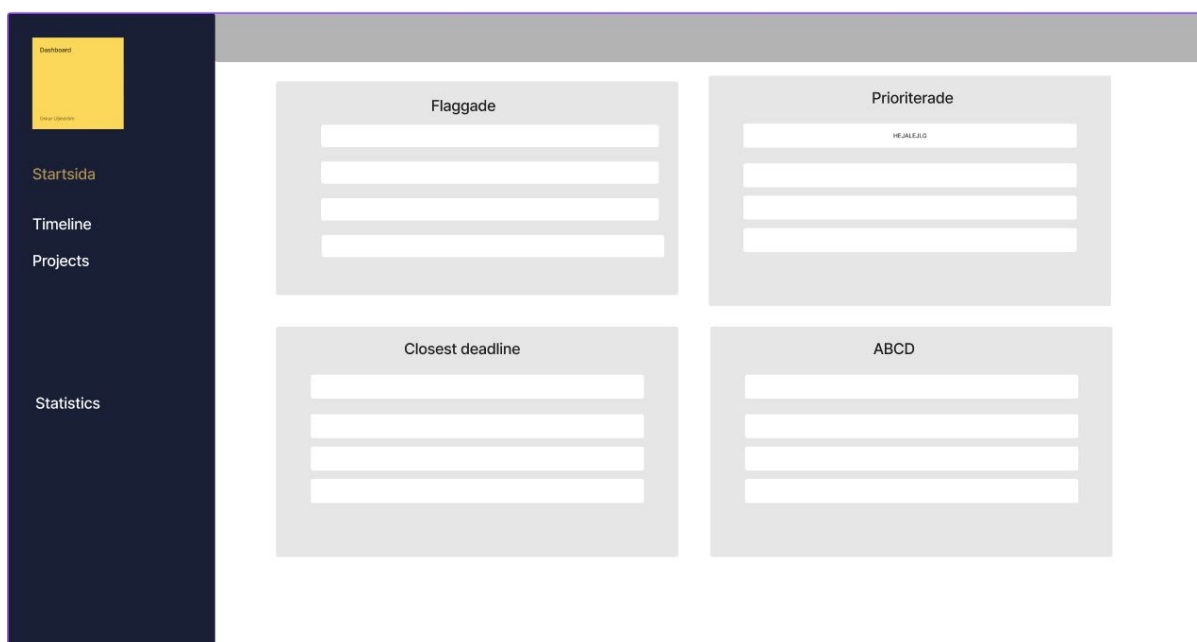 Dashboard
Startsida
Timeline
Projects
Statistics
Flaggade
Prioriterade
HEJALEJLG
Closest deadline
ABCD